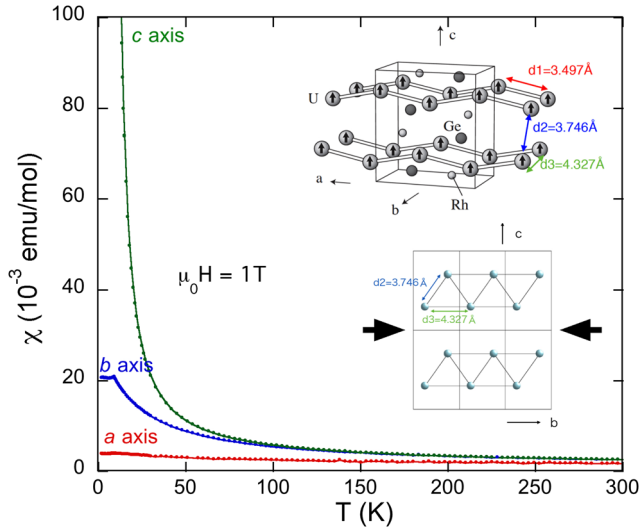 c axis
b axis
a axis
μ₀H = 1T
χ (10⁻³ emu/mol)
100
80
60
40
20
0
0
50
100
150
200
250
300
T (K)
c
d1=3.497Å
U
Ge
d2=3.746Å
d3=4.327Å
a
b
Rh
c
d2=3.746Å
d3=4.327Å
b